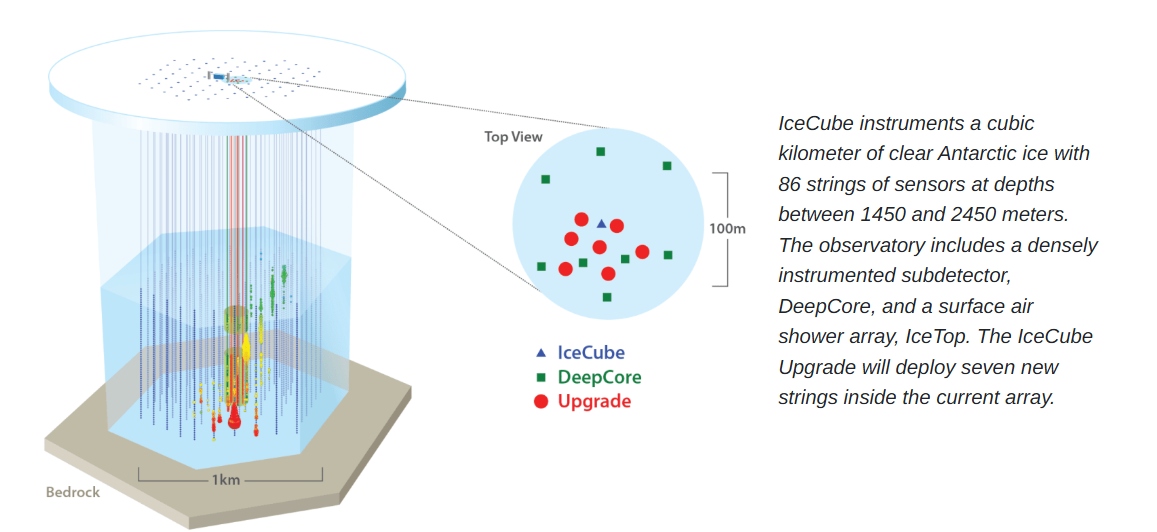 Top View
100m
IceCube
DeepCore
Upgrade
1km
Bedrock
IceCube instruments a cubic
kilometer of clear Antarctic ice with
86 strings of sensors at depths
between 1450 and 2450 meters.
The observatory includes a densely
instrumented subdetector,
DeepCore, and a surface air
shower array, IceTop. The IceCube
Upgrade will deploy seven new
strings inside the current array.